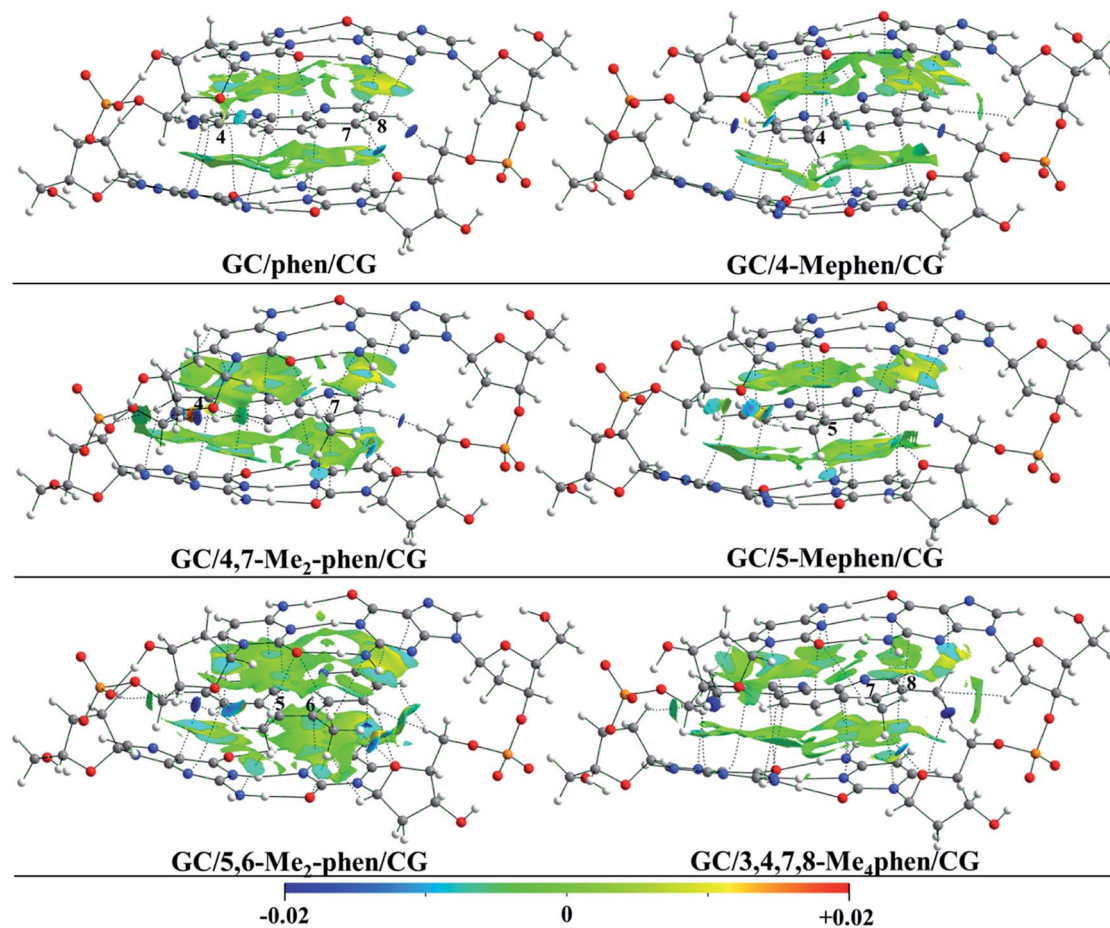 4 7 8
4
GC/phen/CG GC/4-Mephen/CG
4 7
5
GC/4,7-Me₂-phen/CG GC/5-Mephen/CG
5 6
7 8
GC/5,6-Me₂-phen/CG GC/3,4,7,8-Me₄phen/CG
-0.02 0 +0.02